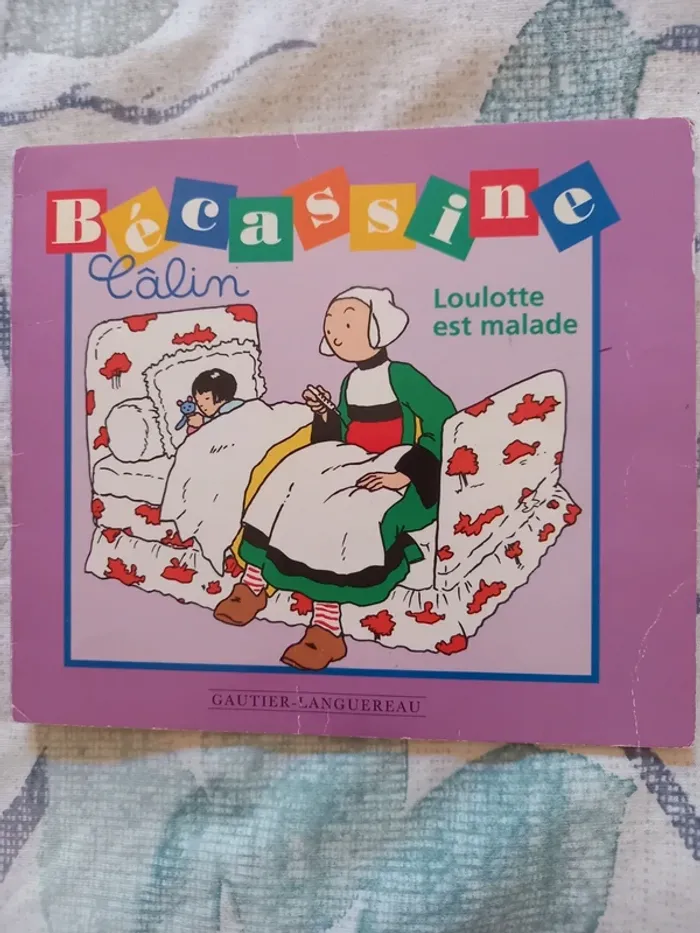 Bécassine
Câlin
Loulotte
est malade
GAUTIER-LANGUEREAU